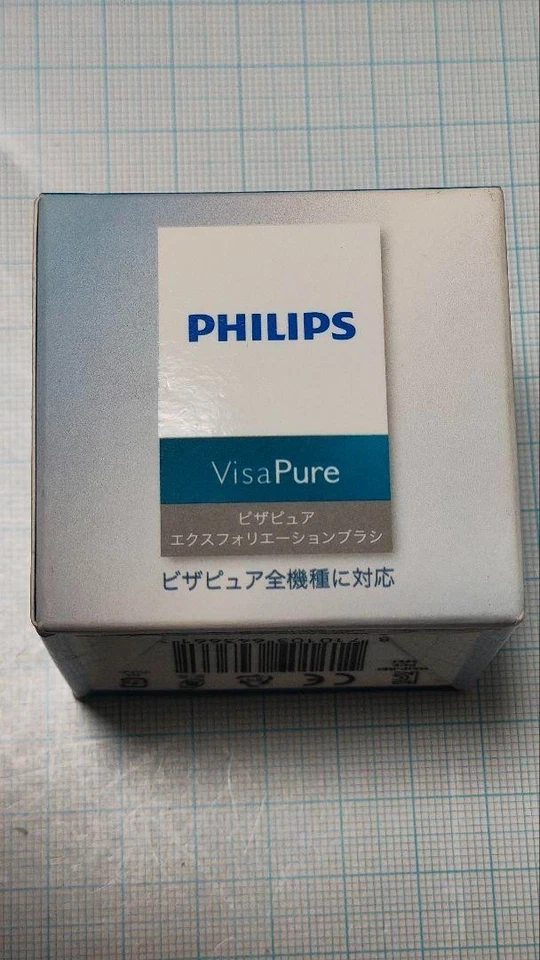 PHILIPS
VisaPure
ビザピュア
エクスフォリエーションブラシ
ビザピュア全機種に対応
CE